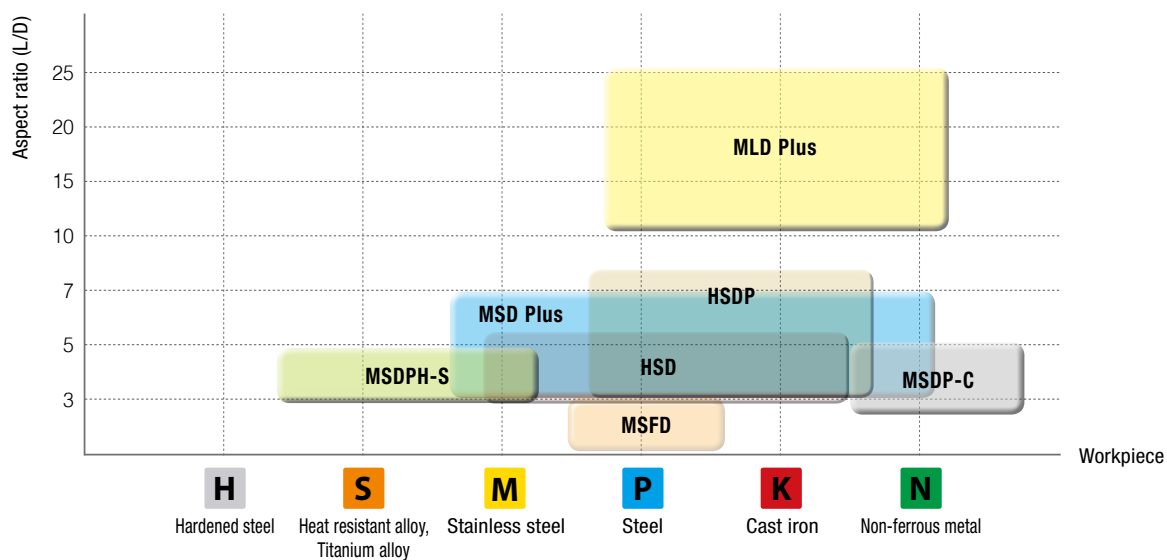 Aspect ratio (L/D)
25
20
15
10
7
5
3
MLD Plus
HSDP
MSD Plus
HSD
MSDPH-S
MSDP-C
MSFD
Workpiece
H
S
M
P
K
N
Hardened steel
Heat resistant alloy,
Titanium alloy
Stainless steel
Steel
Cast iron
Non-ferrous metal